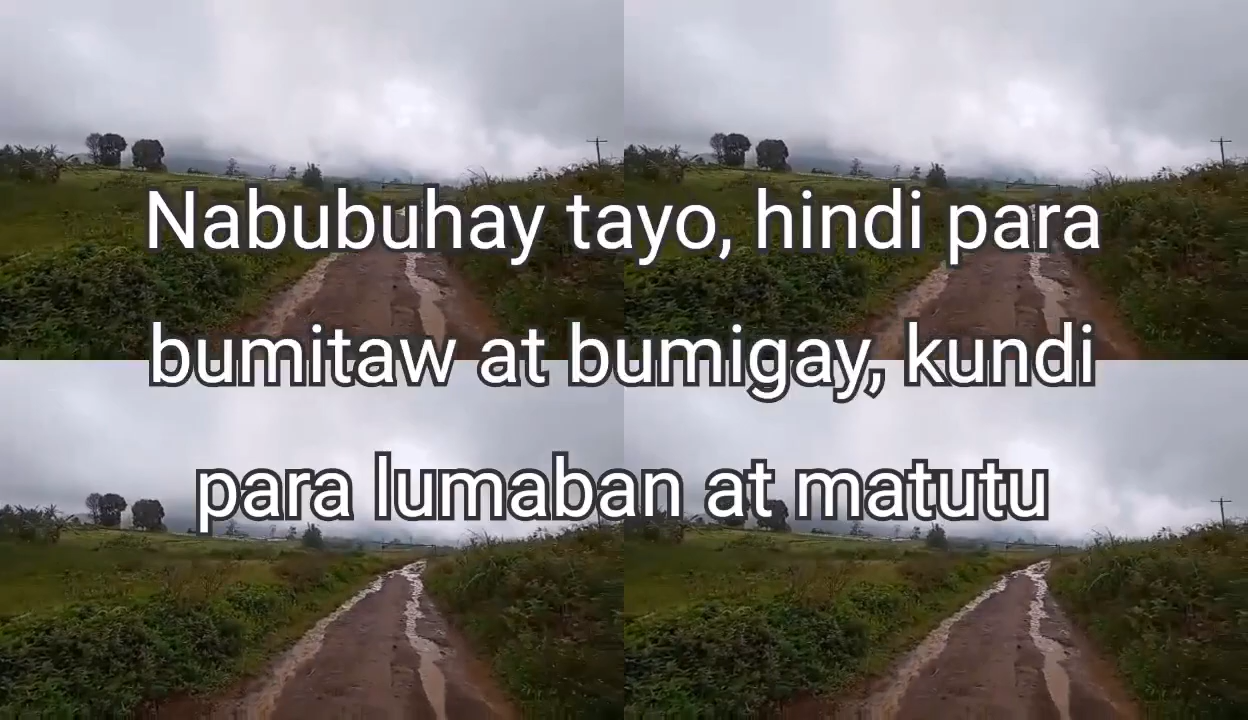 Nabubuhay tayo, hindi para
bumitaw at bumigay, kundi
para lumaban at matutu